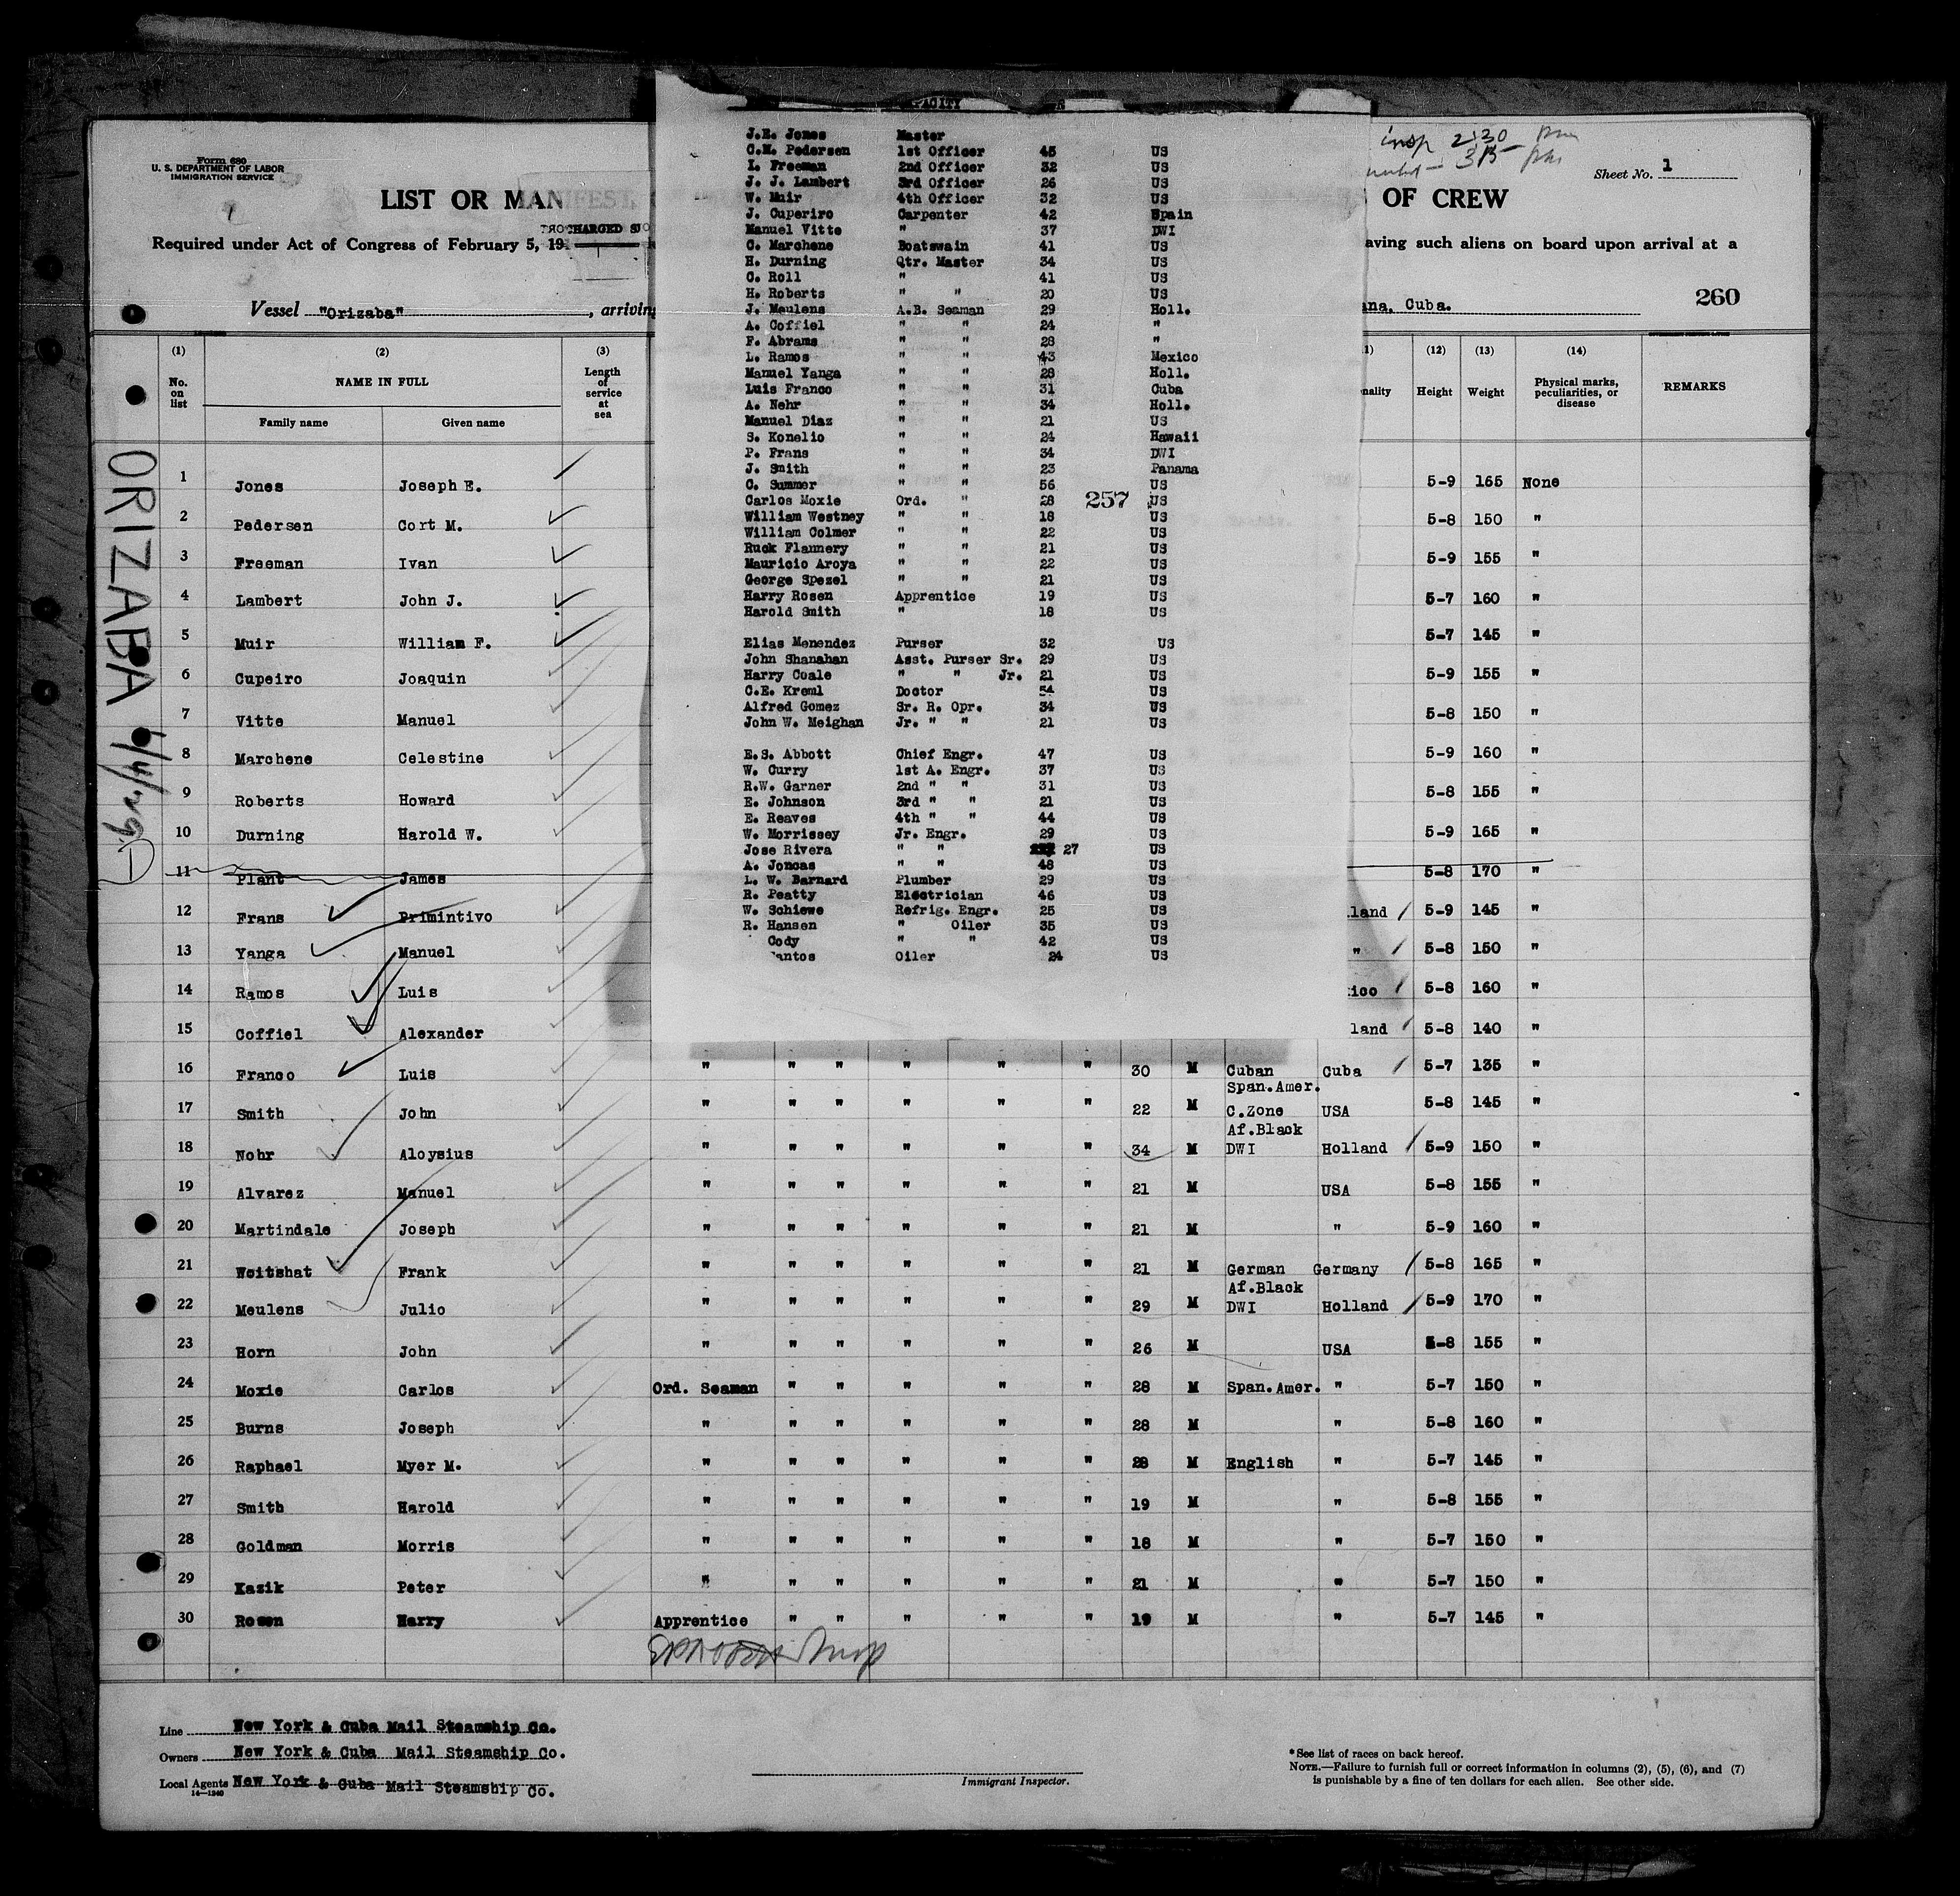 Form 680
U. S. DEPARTMENT OF LABOR
IMMIGRATION SERVICE
LIST OR MANIFEST, OF CREW
Required under Act of Congress of February 5, 19 aving such aliens on board upon arrival at a
Vessel "Orizaba", arriving ana, Cuba.
insp 2:30
Sheet No. 1
260
ORIZABA
(1) No. on list
(2) NAME IN FULL
Family name Given name
(3) Length of service at sea
(12) Height
(13) Weight
(14) Physical marks, peculiarities, or disease
REMARKS
J.E. Jones Master
C.M. Pedersen 1st Officer 45 US
I. Freeman 2nd Officer 32 US
J. J. Lambert 3rd Officer 26 US
W. Muir 4th Officer 32 US
J. Cuperiro Carpenter 42 Spain
Manuel Vitte " 37 DWI
C. Marchene Boatswain 41 US
H. Durning Qtr. Master 34 US
C. Roll " 41 US
H. Roberts " " 20 US
J. Meulens A.B. Seaman 29 Holl.
A. Coffiel " " 24 "
F. Abrams " " 28 "
L. Ramos " " 43 Mexico
Manuel Yanga " " 28 Holl.
Luis Franco " " 31 Cuba
A. Nehr " " 34 Holl.
Manuel Diaz " " 21 US
S. Konelio " " 24 Hawaii
P. Frans " " 34 DWI
J. Smith " " 23 Panama
C. Summer " " 56 US
Carlos Moxie Ord. " 28 257 US
William Westney " " 18 US
William Colmer " " 22 US
Ruck Flannery " " 21 US
Mauricio Aroya " " 22 US
George Spezel " " 21 US
Harry Rosen Apprentice 19 US
Harold Smith " 18 US
Elias Menendez Purser 32 US
John Shanahan Asst. Purser Sr. 29 US
Harry Coale " " Jr. 21 US
C.E. Kreml Doctor 54 US
Alfred Gomez Sr. R. Opr. 34 US
John W. Meighan Jr. " " 21 US
E.S. Abbott Chief Engr. 47 US
W. Curry 1st A. Engr. 37 US
R.W. Garner 2nd " " 31 US
E. Johnson 3rd " " 21 US
E. Reaves 4th " " 44 US
W. Morrissey Jr. Engr. 29 US
Jose Rivera " " 27 US
A. Joncas " " 48 US
L. W. Barnard Plumber 29 US
R. Peatty Electrician 46 US
W. Schiewe Refrig. Engr. 25 US
R. Hansen " Oiler 35 US
Cody " " 42 US
antos Oiler 24 US
1 Jones Joseph E. 5-9 165 None
2 Pedersen Cort M. 5-8 150 "
3 Freeman Ivan 5-9 155 "
4 Lambert John J. 5-7 160 "
5 Muir William F. 5-7 145 "
6 Cupeiro Joaquin 5-9 155 "
7 Vitte Manuel 5-8 150 "
8 Marchene Celestine 5-9 160 "
9 Roberts Howard 5-8 155 "
10 Durning Harold W. 5-9 165 "
11 Plant James 5-8 170 "
12 Frans Primintivo lland 5-9 145 "
13 Yanga Manuel " 5-8 150 "
14 Ramos Luis ico 5-8 160 "
15 Coffiel Alexander land 5-8 140 "
16 Franco Luis " " " " " " 30 M Cuban Cuba 5-7 135 "
17 Smith John " " " " " " 22 M Span.Amer. C.Zone USA 5-8 145 "
18 Nohr Aloysius " " " " " " 34 M Af.Black DWI Holland 5-9 150 "
19 Alvarez Manuel " " " " " " 21 M USA 5-8 155 "
20 Martindale Joseph " " " " " " 21 M " 5-9 160 "
21 Woitshat Frank " " " " " " 21 M German Germany 5-8 165 "
22 Meulens Julio " " " " " " 29 M Af.Black DWI Holland 5-9 170 "
23 Horn John " " " " " " 26 M USA 5-8 155 "
24 Moxie Carlos Ord. Seaman " " " " " 28 M Span.Amer. " 5-7 150 "
25 Burns Joseph " " " " " " 28 M " 5-8 160 "
26 Raphael Myer M. " " " " " " 28 M English " 5-7 145 "
27 Smith Harold " " " " " " 19 M " 5-8 155 "
28 Goldman Morris " " " " " " 18 M " 5-7 150 "
29 Kasik Peter " " " " " " 21 M " 5-7 150 "
30 Rosen Harry Apprentice " " " " " 19 M " 5-7 145 "
Line New York & Cuba Mail Steamship Co.
Owners New York & Cuba Mail Steamship Co.
Local Agents New York & Cuba Mail Steamship Co.
14—1240
Immigrant Inspector.
*See list of races on back hereof.
NOTE.—Failure to furnish full or correct information in columns (2), (5), (6), and (7)
is punishable by a fine of ten dollars for each alien. See other side.